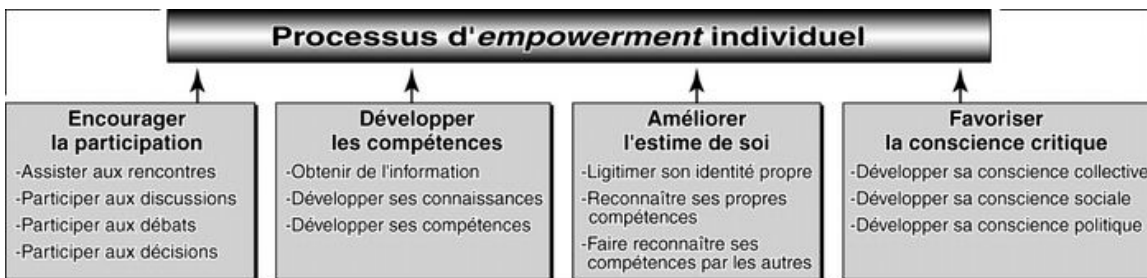 Processus d'empowerment individuel
Encourager
la participation
-Assister aux rencontres
-Participer aux discussions
-Participer aux débats
-Participer aux décisions
Développer
les compétences
-Obtenir de l'information
-Développer ses connaissances
-Développer ses compétences
Améliorer
l'estime de soi
-Ligitimer son identité propre
-Reconnaître ses propres
compétences
-Faire reconnaître ses
compétences par les autres
Favoriser
la conscience critique
-Développer sa conscience collective
-Développer sa conscience sociale
-Développer sa conscience politique